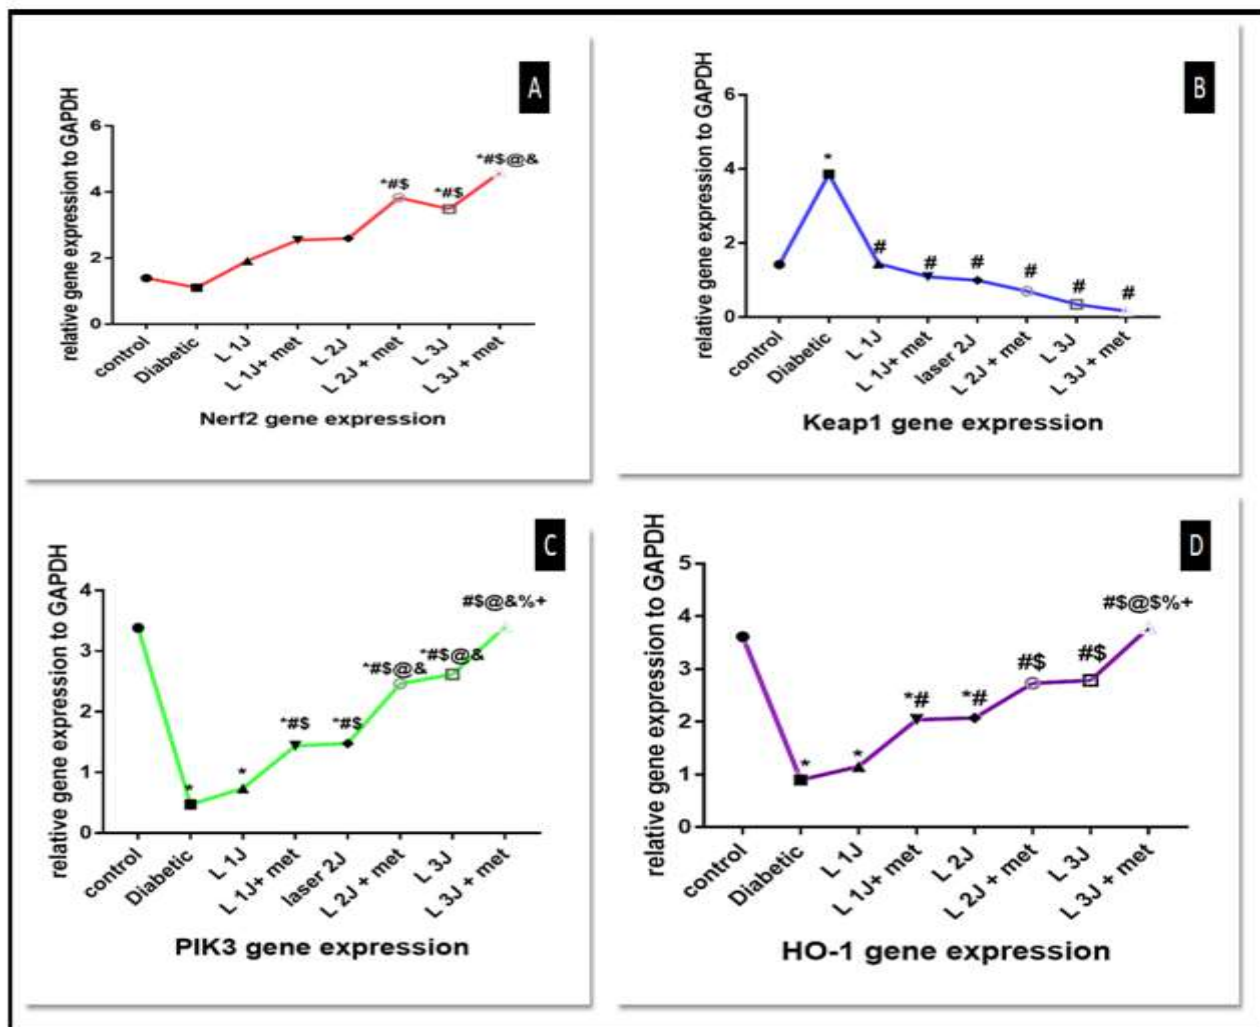 A
relative gene expression to GAPDH
6
4
2
0
*#$
*#$
*#$@&
control
Diabetic
L 1J
L 1J+ met
L 2J
L 2J + met
L 3J
L 3J + met
Nerf2 gene expression
B
relative gene expression to GAPDH
6
4
2
0
*
#
#
#
#
#
#
control
Diabetic
L 1J
L 1J+ met
laser 2J
L 2J + met
L 3J
L 3J + met
Keap1 gene expression
C
relative gene expression to GAPDH
4
3
2
1
0
*
*
*#$
*#$
*#$@&
*#$@&
#$@&%+
control
Diabetic
L 1J
L 1J+ met
laser 2J
L 2J + met
L 3J
L 3J + met
PIK3 gene expression
D
relative gene expression to GAPDH
5
4
3
2
1
0
*
*
*#
*#
#$
#$
#$@$%+
control
Diabetic
L 1J
L 1J+ met
L 2J
L 2J + met
L 3J
L 3J + met
HO-1 gene expression